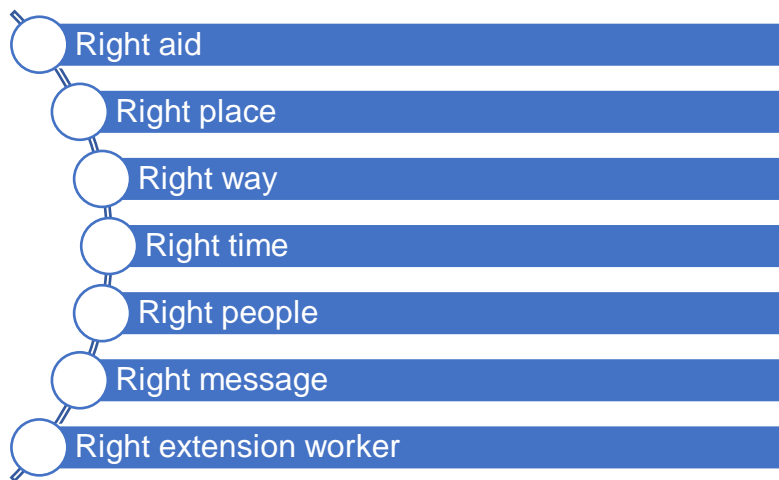 Right aid
Right place
Right way
Right time
Right people
Right message
Right extension worker